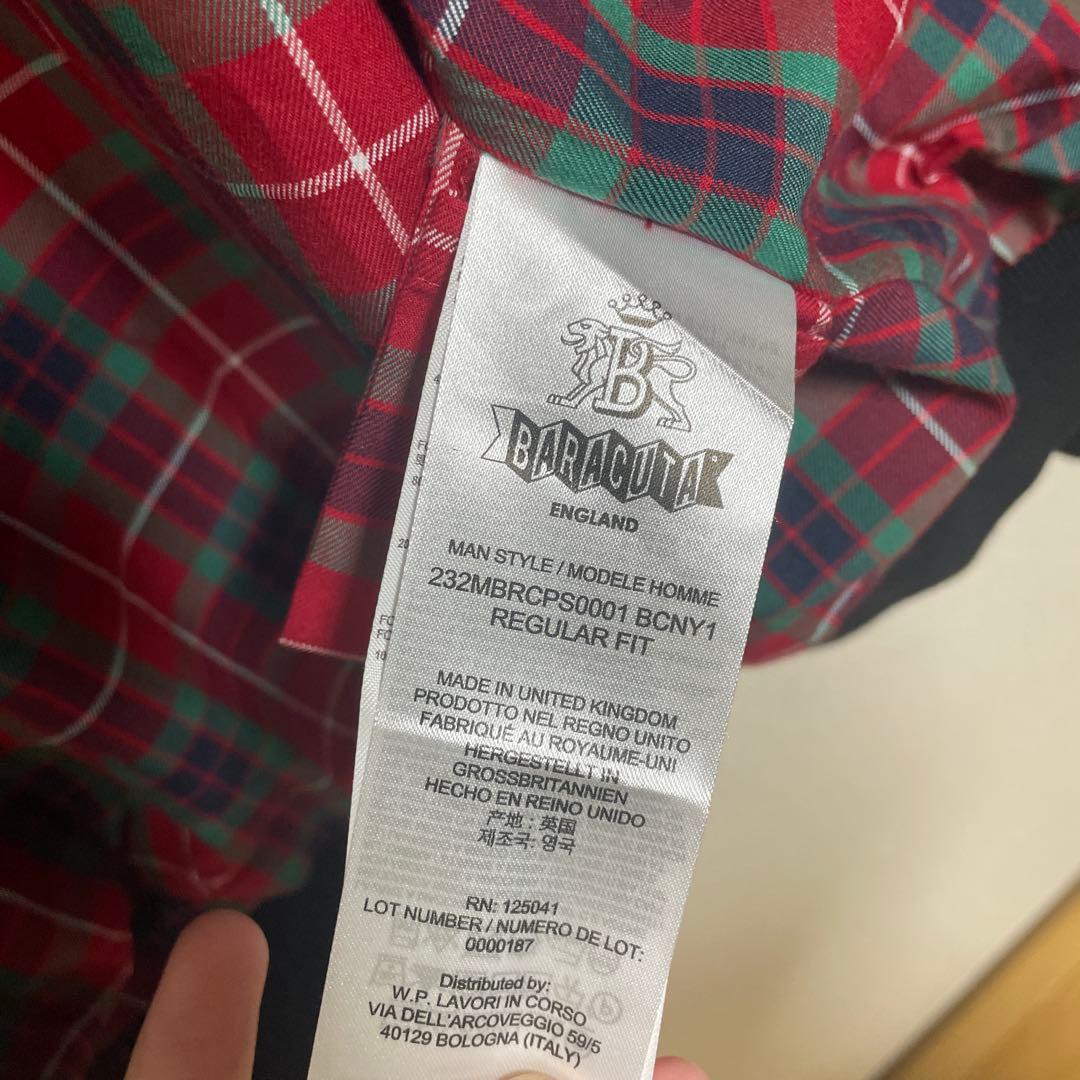 B
BARACUTA
ENGLAND
MAN STYLE / MODELE HOMME
232MBRCPS0001 BCNY1
REGULAR FIT
MADE IN UNITED KINGDOM
PRODOTTO NEL REGNO UNITO
FABRIQUÉ AU ROYAUME-UNI
HERGESTELLT IN
GROSSBRITANNIEN
HECHO EN REINO UNIDO
产地: 英国
제조국: 영국
RN: 125041
LOT NUMBER / NUMERO DE LOT:
0000187
Distributed by:
W.P. LAVORI IN CORSO
VIA DELL'ARCOVEGGIO 59/5
40129 BOLOGNA (ITALY)